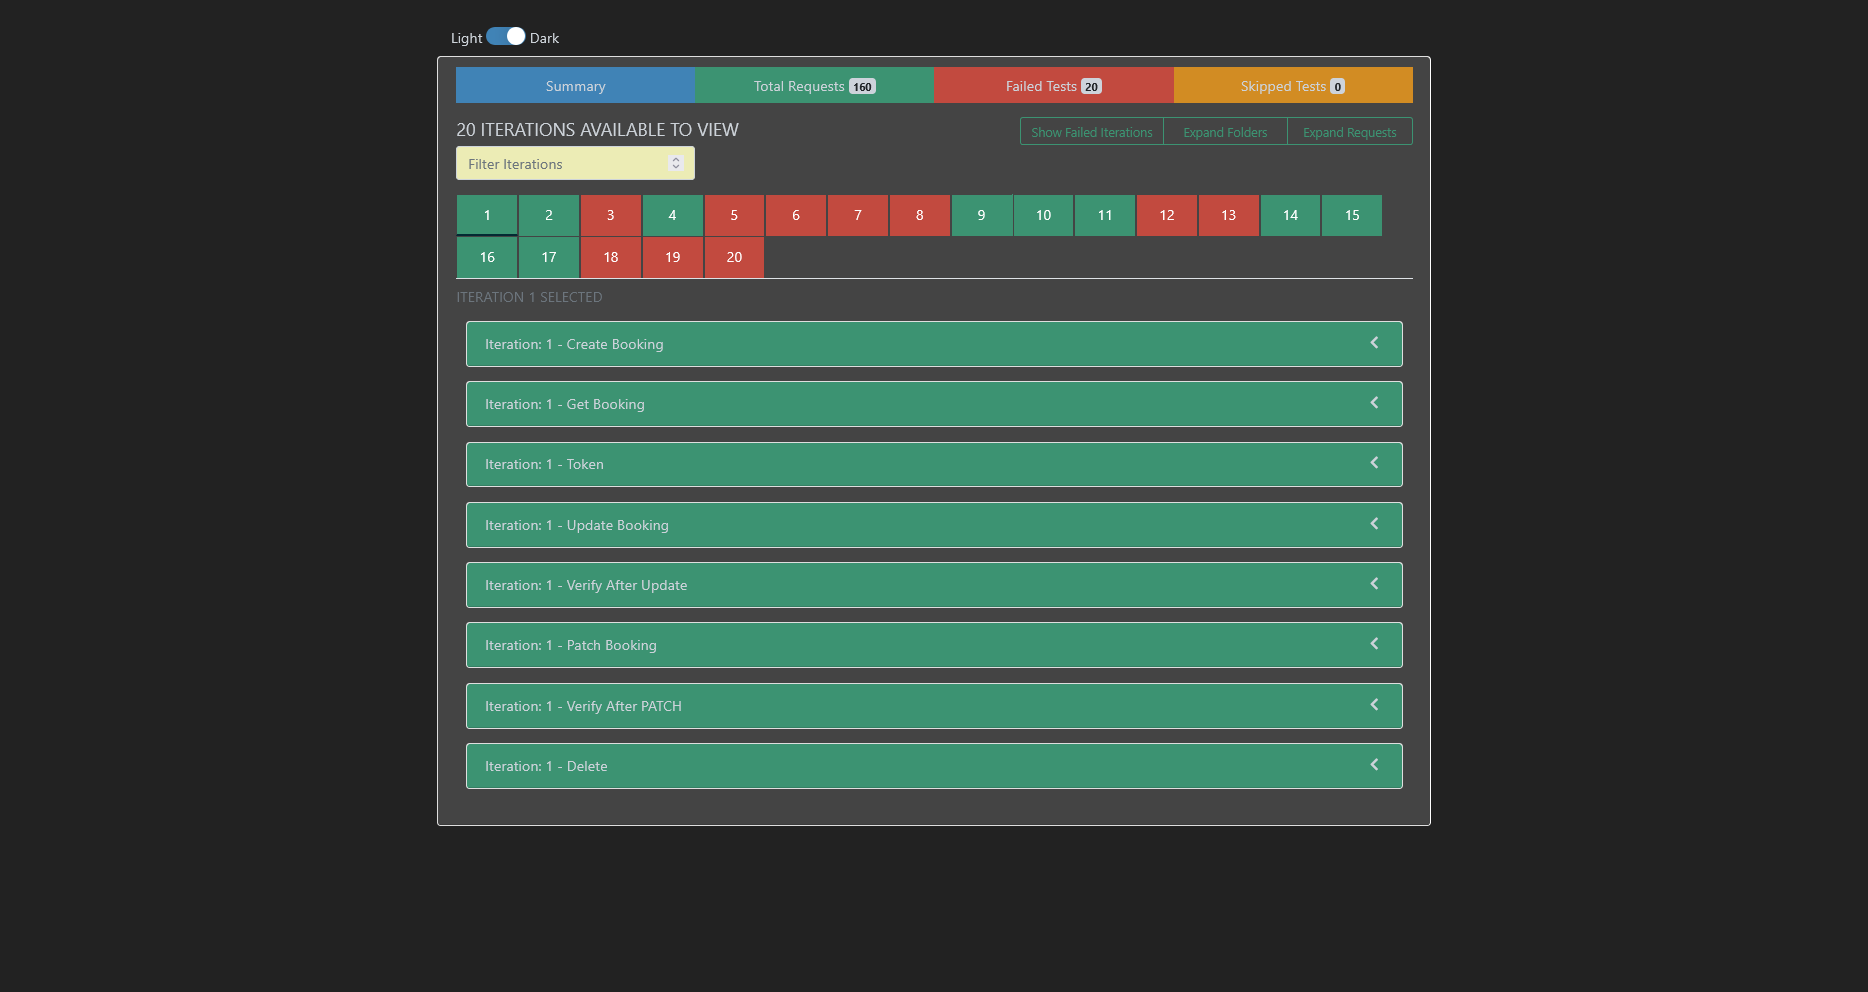 Light Dark
Summary Total Requests 160 Failed Tests 20 Skipped Tests 0
20 ITERATIONS AVAILABLE TO VIEW Show Failed Iterations Expand Folders Expand Requests
Filter Iterations
1 2 3 4 5 6 7 8 9 10 11 12 13 14 15
16 17 18 19 20
ITERATION 1 SELECTED
Iteration: 1 - Create Booking
Iteration: 1 - Get Booking
Iteration: 1 - Token
Iteration: 1 - Update Booking
Iteration: 1 - Verify After Update
Iteration: 1 - Patch Booking
Iteration: 1 - Verify After PATCH
Iteration: 1 - Delete